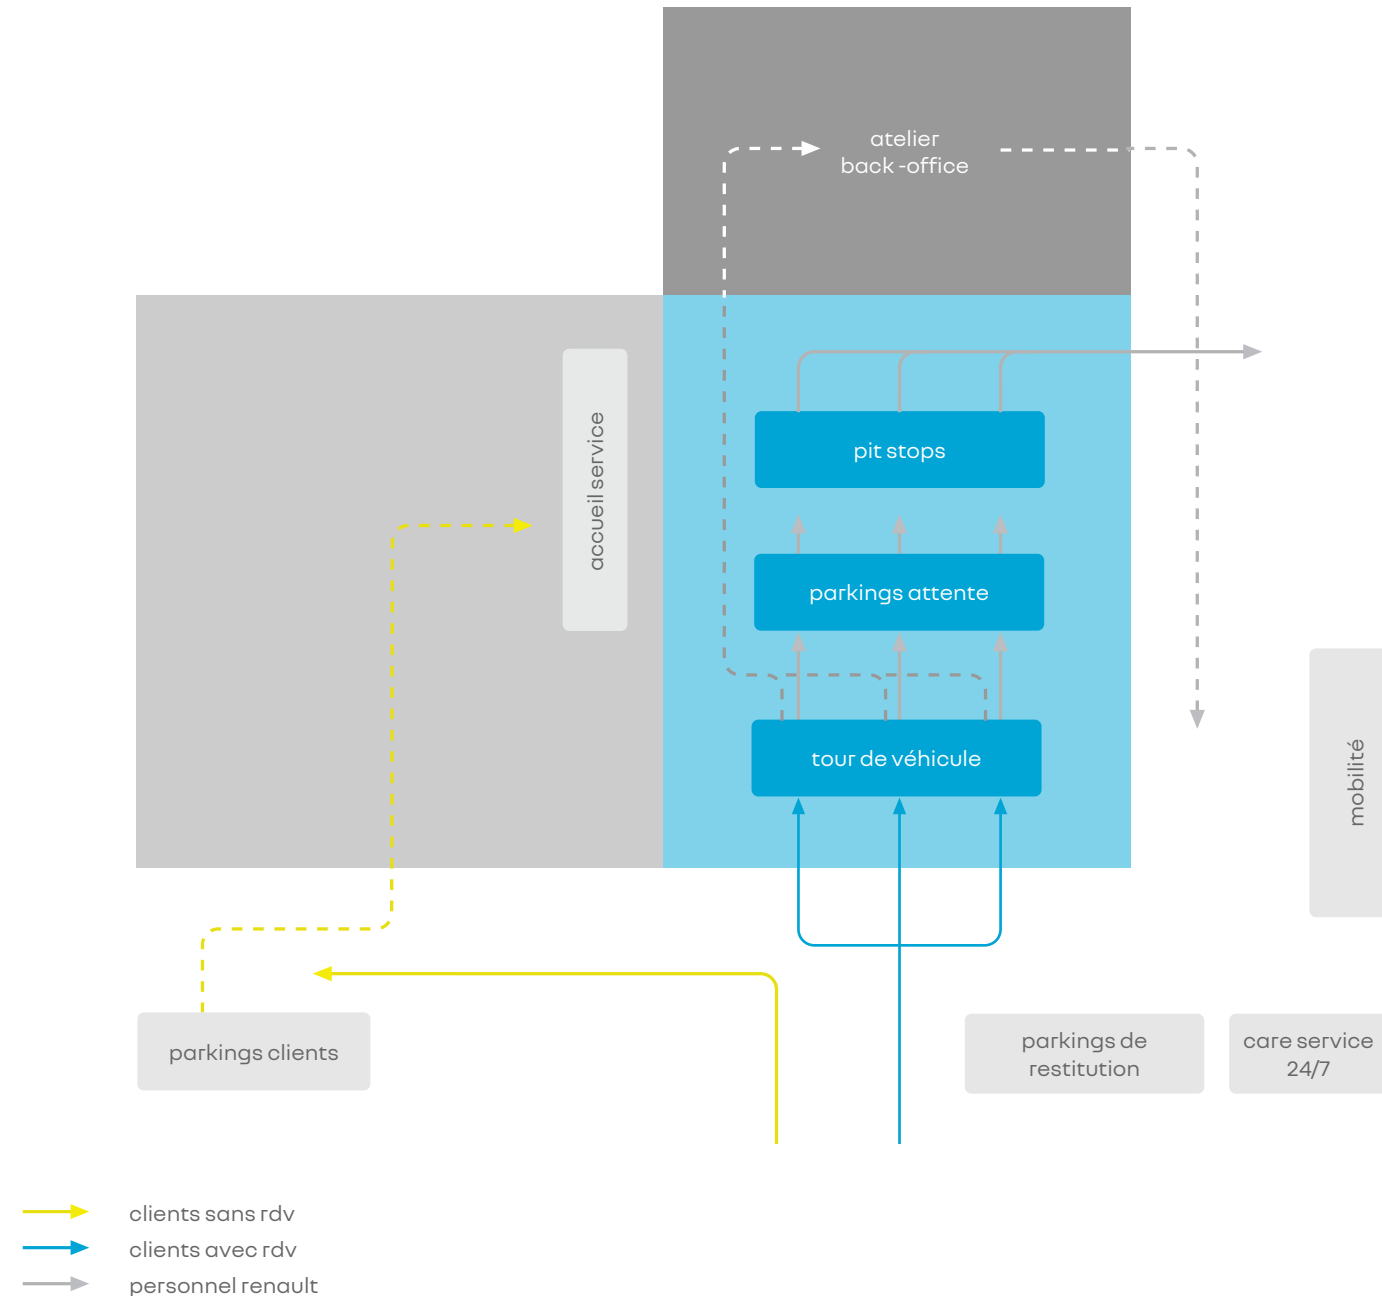 atelier
back -office
accueil service
pit stops
parkings attente
tour de véhicule
mobilité
parkings clients
parkings de
restitution
care service
24/7
clients sans rdv
clients avec rdv
personnel renault